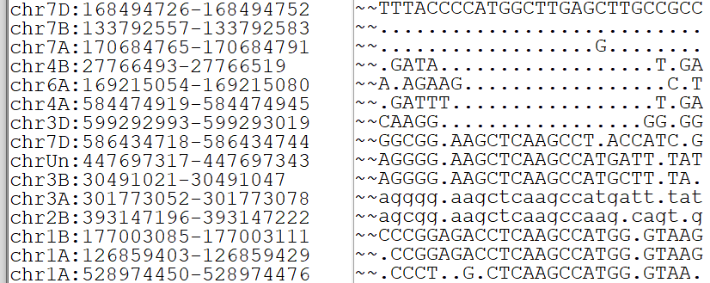 chr7D:168494726-168494752 ~~TTTACCCCATGGCTTGAGCTTGCCGCC
chr7B:133792557-133792583 ~~...........................
chr7A:170684765-170684791 ~~..................G........
chr4B:27766493-27766519 ~~.GATA..................T.GA
chr6A:169215054-169215080 ~~A.AGAAG.................C.T
chr4A:584474919-584474945 ~~.GATTT.................T.GA
chr3D:599292993-599293019 ~~CAAGG.................GG.GG
chr7D:586434718-586434744 ~~GGCGG.AAGCTCAAGCCT.ACCATC.G
chrUn:447697317-447697343 ~~AGGGG.AAGCTCAAGCCATGATT.TAT
chr3B:30491021-30491047 ~~AGGGG.AAGCTCAAGCCATGCTT.TA.
chr3A:301773052-301773078 ~~agggg.aagctcaagccatgatt.tat
chr2B:393147196-393147222 ~~agcgg.aagctcaagccaag.cagt.g
chr1B:177003085-177003111 ~~CCCGGAGACCTCAAGCCATGG.GTAAG
chr1A:126859403-126859429 ~~.CCGGAGACCTCAAGCCATGG.GTAAG
chr1A:528974450-528974476 ~~.CCCT..G.CTCAAGCCATGG.GTAA.